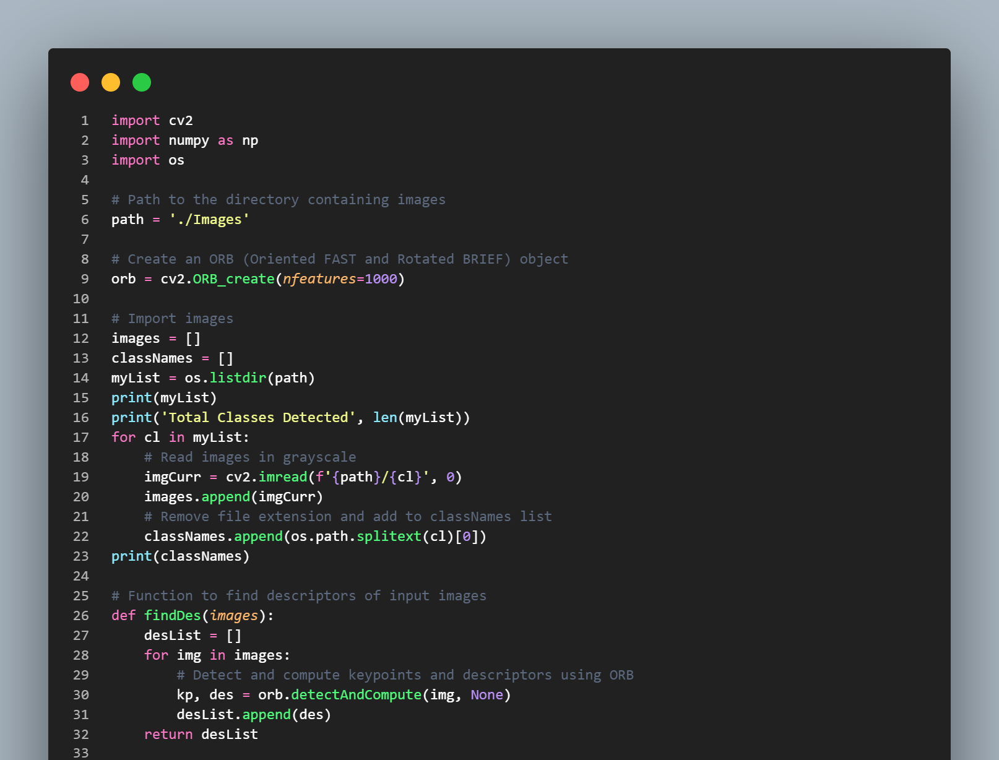 1 import cv2
2 import numpy as np
3 import os
4
5 # Path to the directory containing images
6 path = './Images'
7
8 # Create an ORB (Oriented FAST and Rotated BRIEF) object
9 orb = cv2.ORB_create(nfeatures=1000)
10
11 # Import images
12 images = []
13 classNames = []
14 myList = os.listdir(path)
15 print(myList)
16 print('Total Classes Detected', len(myList))
17 for cl in myList:
18     # Read images in grayscale
19     imgCurr = cv2.imread(f'{path}/{cl}', 0)
20     images.append(imgCurr)
21     # Remove file extension and add to classNames list
22     classNames.append(os.path.splitext(cl)[0])
23 print(classNames)
24
25 # Function to find descriptors of input images
26 def findDes(images):
27     desList = []
28     for img in images:
29         # Detect and compute keypoints and descriptors using ORB
30         kp, des = orb.detectAndCompute(img, None)
31         desList.append(des)
32     return desList
33